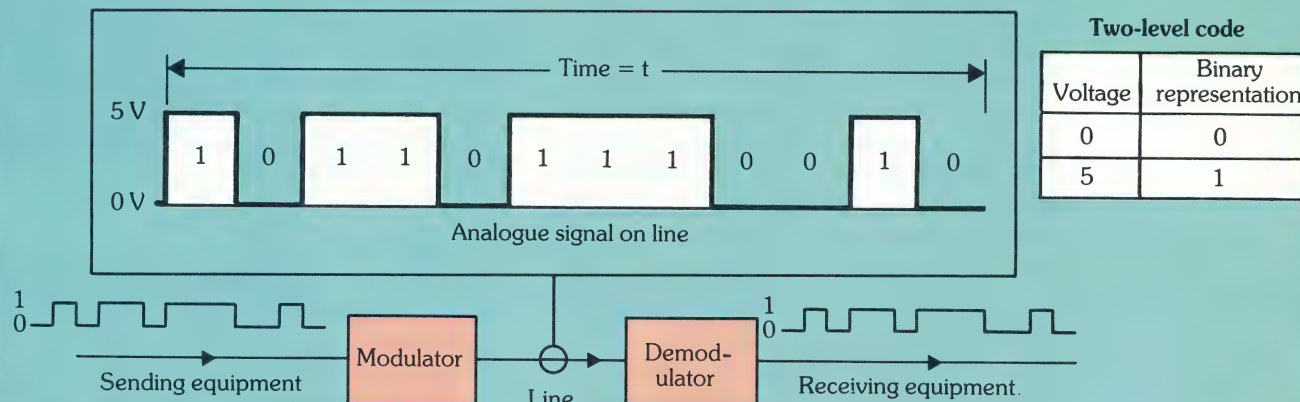 Two-level code
Time = t
Voltage
Binary
representation
0 0
5 1
5 V
0 V
1 0 1 1 0 1 1 1 0 0 1 0
Analogue signal on line
1
0
1
0
Modulator
Demod-
ulator
Sending equipment
Line
Receiving equipment.